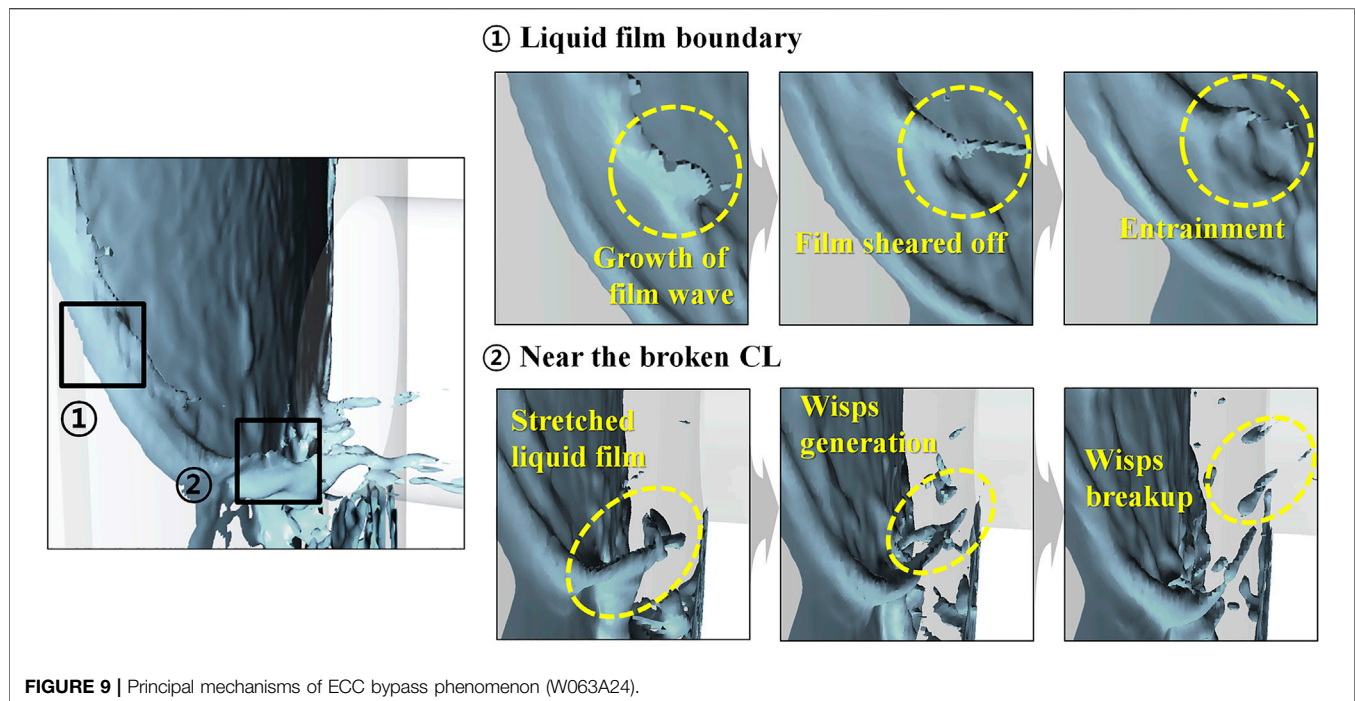 ① Liquid film boundary
Growth of
film wave
Film sheared off
Entrainment
①
②
② Near the broken CL
Stretched
liquid film
Wisps
generation
Wisps
breakup
FIGURE 9 | Principal mechanisms of ECC bypass phenomenon (W063A24).